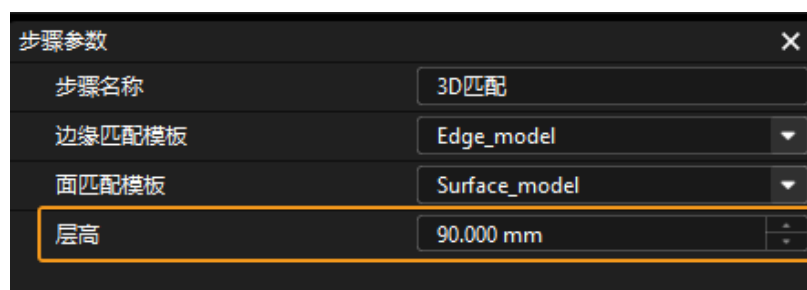 步骤参数
步骤名称 3D匹配
边缘匹配模板 Edge_model
面匹配模板 Surface_model
层高 90.000 mm